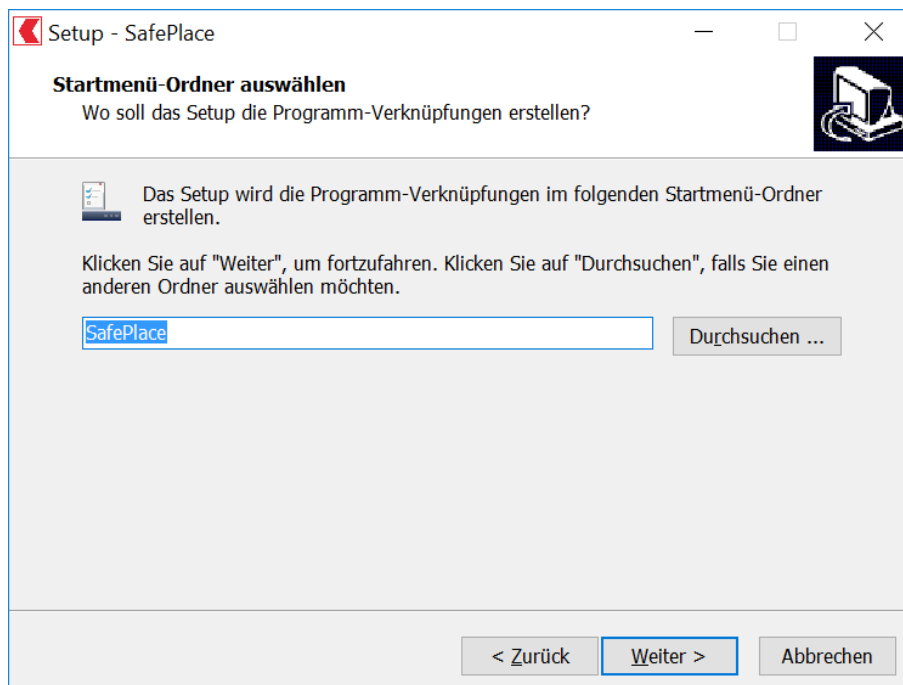 Setup - SafePlace
Startmenü-Ordner auswählen
Wo soll das Setup die Programm-Verknüpfungen erstellen?
Das Setup wird die Programm-Verknüpfungen im folgenden Startmenü-Ordner
erstellen.
Klicken Sie auf "Weiter", um fortzufahren. Klicken Sie auf "Durchsuchen", falls Sie einen
anderen Ordner auswählen möchten.
SafePlace
Durchsuchen ...
< Zurück
Weiter >
Abbrechen